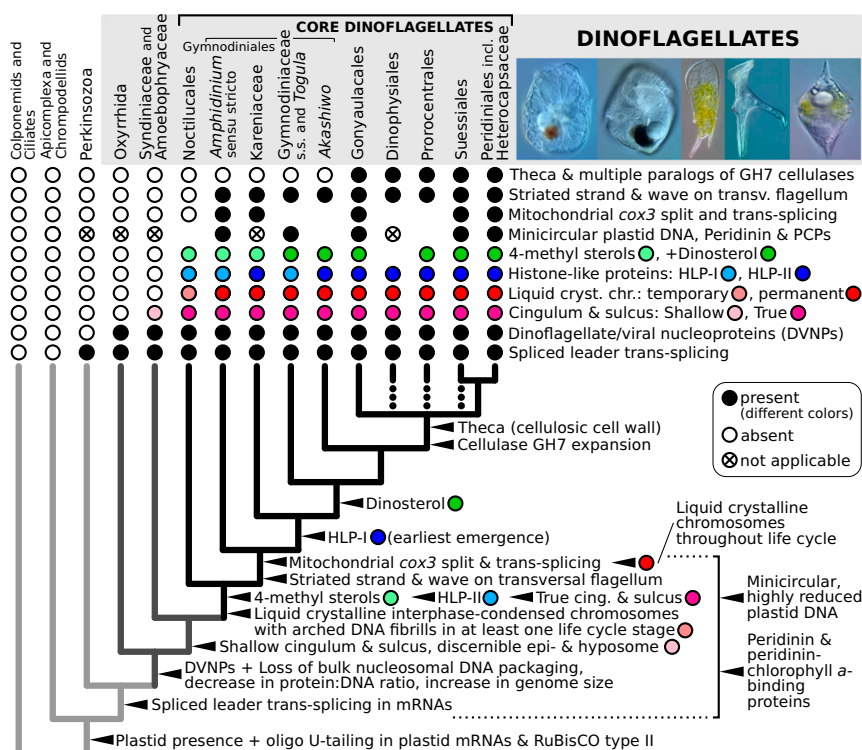 CORE DINOFLAGELLATES
DINOFLAGELLATES
Gymnodiniales
Colponemids and
Ciliates
Apicomplexa and
Chrompodellids
Perkinsozoa
Oxyrrhida
Syndiniaceae and
Amoebophryaceae
Noctilucales
Amphidinium
sensu stricto
Kareniaceae
Gymnodiniaceae
s.s. and Togula
Akashiwo
Gonyaulacales
Dinophysiales
Prorocentrales
Suessiales
Peridiniales incl.
Heterocapsaceae
Theca & multiple paralogs of GH7 cellulases
Striated strand & wave on transv. flagellum
Mitochondrial cox3 split and trans-splicing
Minicircular plastid DNA, Peridinin & PCPs
4-methyl sterols , +Dinosterol
Histone-like proteins: HLP-I , HLP-II
Liquid cryst. chr.: temporary , permanent
Cingulum & sulcus: Shallow , True
Dinoflagellate/viral nucleoproteins (DVNPs)
Spliced leader trans-splicing
present
(different colors)
absent
not applicable
Theca (cellulosic cell wall)
Cellulase GH7 expansion
Dinosterol
HLP-I (earliest emergence)
Liquid crystalline
chromosomes
throughout life cycle
Mitochondrial cox3 split & trans-splicing
Striated strand & wave on transversal flagellum
4-methyl sterols HLP-II True cing. & sulcus
Liquid crystalline interphase-condensed chromosomes
with arched DNA fibrills in at least one life cycle stage
Shallow cingulum & sulcus, discernible epi- & hyposome
DVNPs + Loss of bulk nucleosomal DNA packaging,
decrease in protein:DNA ratio, increase in genome size
Spliced leader trans-splicing in mRNAs
Plastid presence + oligo U-tailing in plastid mRNAs & RuBisCO type II
Minicircular,
highly reduced
plastid DNA
Peridinin &
peridinin-
chlorophyll a-
binding
proteins